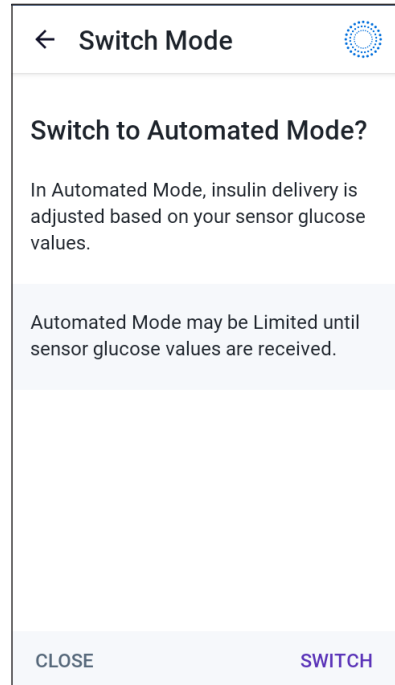 Switch Mode
Switch to Automated Mode?
In Automated Mode, insulin delivery is
adjusted based on your sensor glucose
values.
Automated Mode may be Limited until
sensor glucose values are received.
CLOSE SWITCH